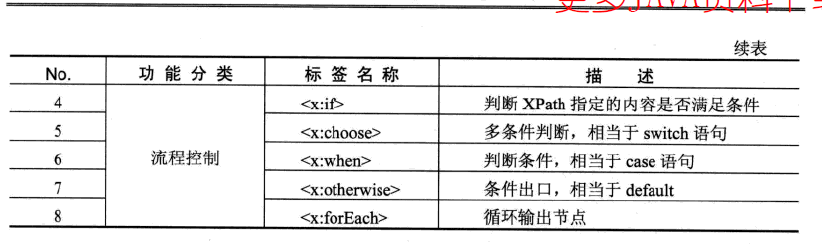 续表
No. 功能分类 标签名称 描述
4 <x:if> 判断 XPath 指定的内容是否满足条件
5 <x:choose> 多条件判断，相当于 switch 语句
6 流程控制 <x:when> 判断条件，相当于 case 语句
7 <x:otherwise> 条件出口，相当于 default
8 <x:forEach> 循环输出节点